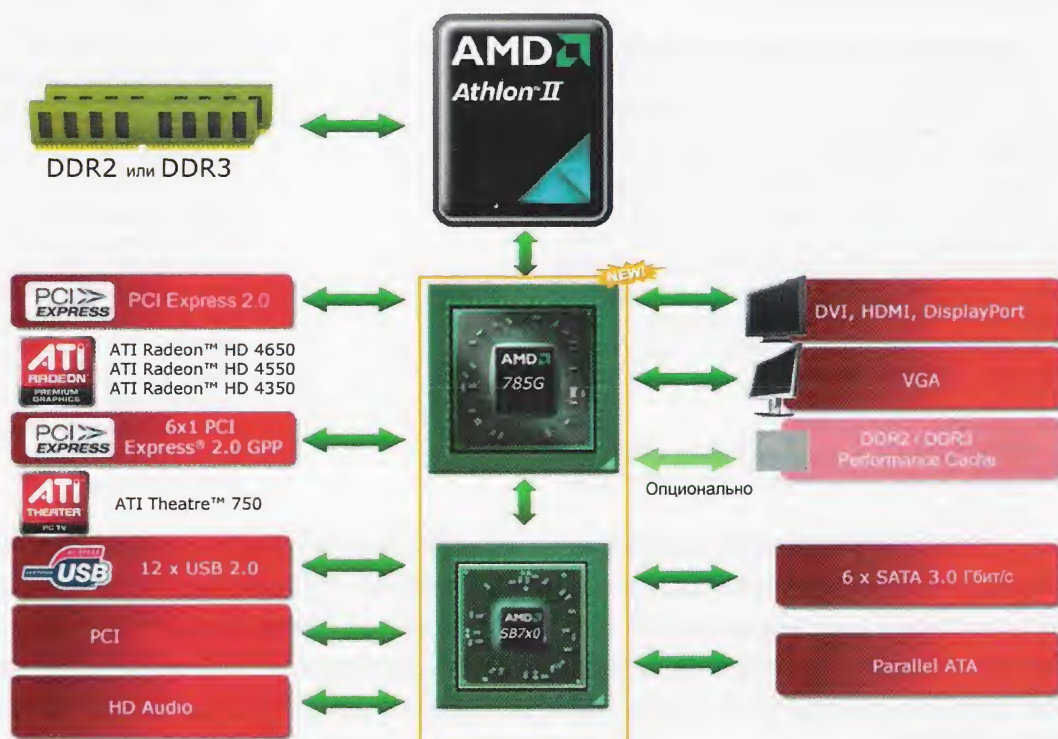 AMD
Athlon™II
DDR2 или DDR3
NEW!
PCI EXPRESS
PCI Express 2.0
DVI, HDMI, DisplayPort
ATI RADEON PREMIUM GRAPHICS
ATI Radeon™ HD 4650
ATI Radeon™ HD 4550
ATI Radeon™ HD 4350
AMD
785G
VGA
PCI EXPRESS
6x1 PCI
Express® 2.0 GPP
DDR2 / DDR3
Performance Cache
Опционально
ATI THEATER PC TV
ATI Theatre™ 750
USB
12 x USB 2.0
6 x SATA 3.0 Гбит/с
AMD
SB7x0
PCI
Parallel ATA
HD Audio